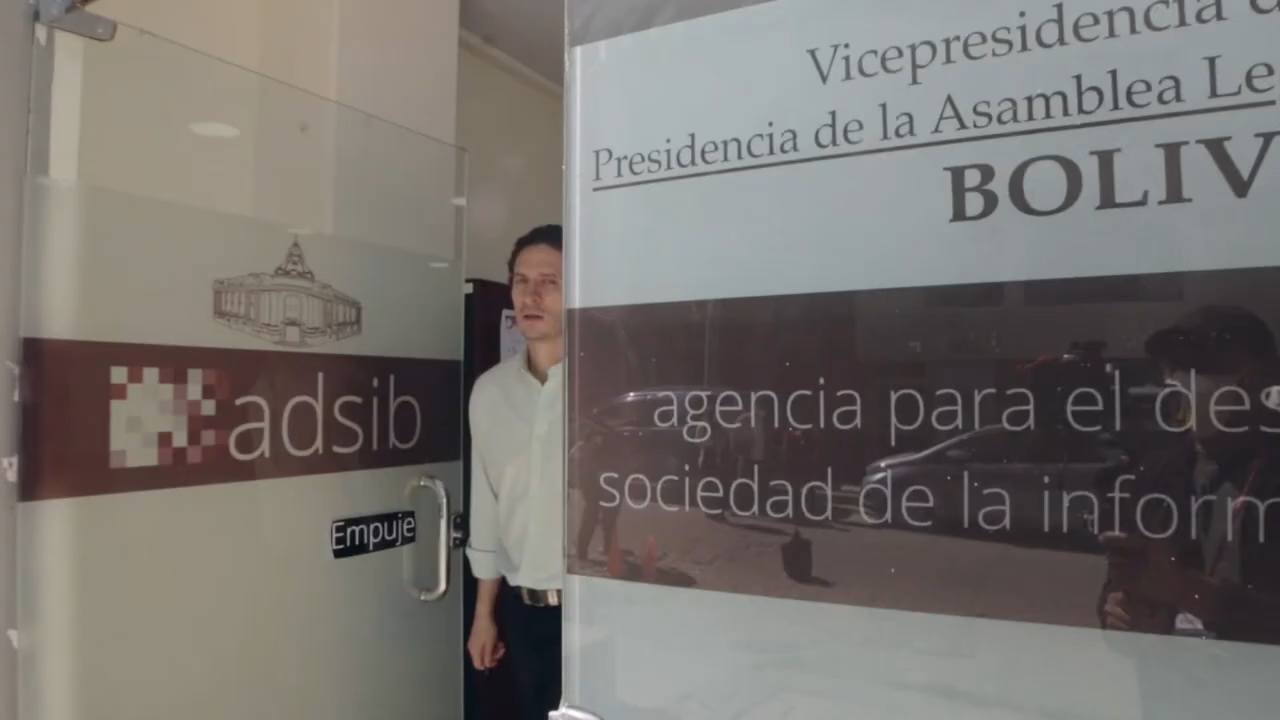 adsib
Empuje
Vicepresidencia
Presidencia de la Asamblea
BOLIV
agencia para el
sociedad de la